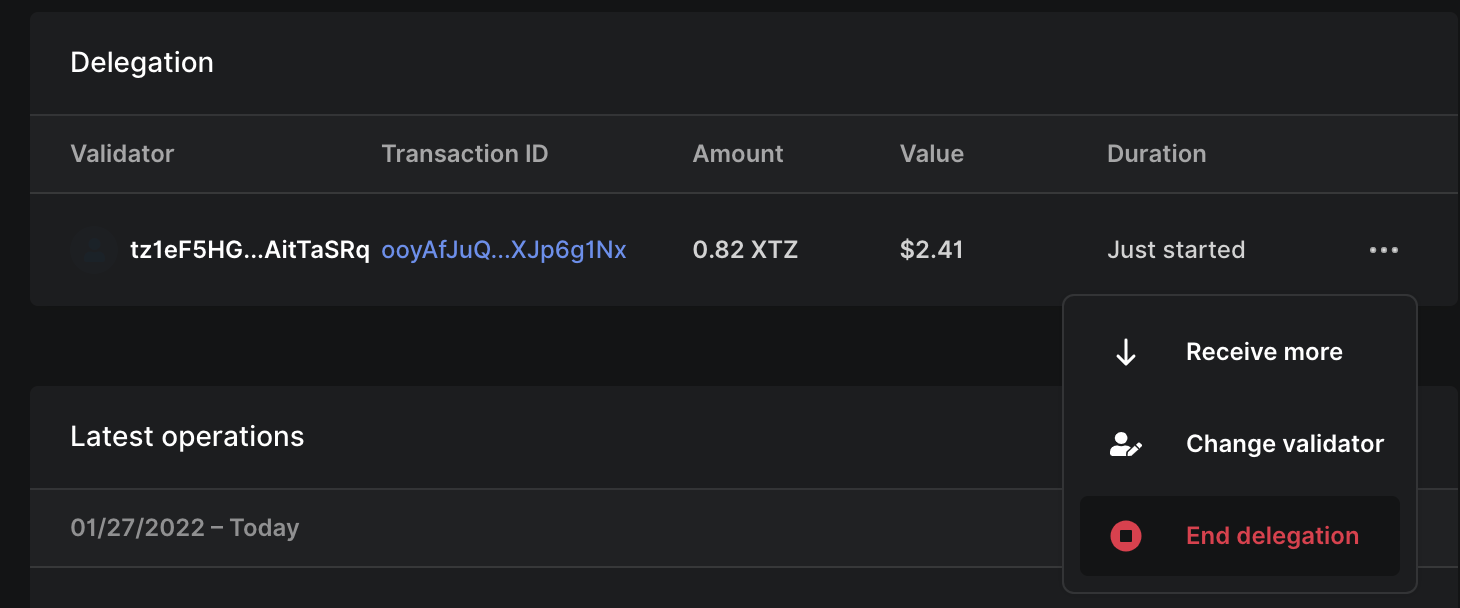 Delegation
Validator Transaction ID Amount Value Duration
tz1eF5HG...AitTaSRq ooyAfJuQ...XJp6g1Nx 0.82 XTZ $2.41 Just started
Receive more
Change validator
End delegation
Latest operations
01/27/2022 – Today